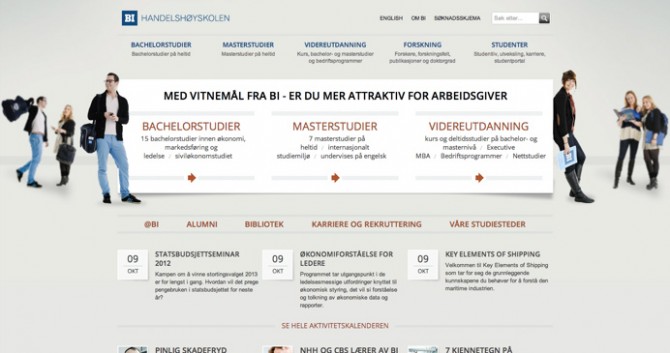 BI HANDELSHØYSKOLEN
ENGLISH OM BI SØKNADSSKJEMA Søk etter...
BACHELORSTUDIER MASTERSTUDIER VIDEREUTDANNING FORSKNING STUDENTER
Bachelorstudier på heltid
Masterstudier på heltid
Kurs, bachelor- og masterstudier
og bedriftsprogrammer
Forskere, forskningsfelt,
publikasjoner og doktorgrad
Studentliv, utveksling, karriere,
studentportal
MED VITNEMÅL FRA BI - ER DU MER ATTRAKTIV FOR ARBEIDSGIVER
BACHELORSTUDIER
15 bachelorstudier innen økonomi,
markedsføring og
ledelse / siviløkonomstudiet
MASTERSTUDIER
7 masterstudier på
heltid / internasjonalt
studiemiljø / undervises på engelsk
VIDEREUTDANNING
kurs og deltidsstudier på bachelor- og
masternivå / Executive
MBA / Bedriftsprogrammer / Nettstudier
@BI ALUMNI BIBLIOTEK KARRIERE OG REKRUTTERING VÅRE STUDIESTEDER
09
OKT
STATSBUDSJETTSEMINAR
2012
Kampen om å vinne stortingsvalget 2013
er for lengst i gang. Hvordan vil det prege
pengebruken i statsbudsjettet for neste
år?
09
OKT
ØKONOMIFORSTÅELSE FOR
LEDERE
Programmet tar utgangspunkt i de
ledelsesmessige utfordringer knyttet til
økonomisk styring, det vil si forståelse
og tolkning av økonomiske data og
rapporter.
09
OKT
KEY ELEMENTS OF SHIPPING
Velkommen til Key Elements of Shipping
som tar for seg de grunnleggende
kunnskapene du behøver for å forstå den
maritime industrien.
SE HELE AKTIVITETSKALENDEREN
PINLIG SKADEFRYD
NHH OG CBS LÆRER AV BI
7 KJENNETEGN PÅ